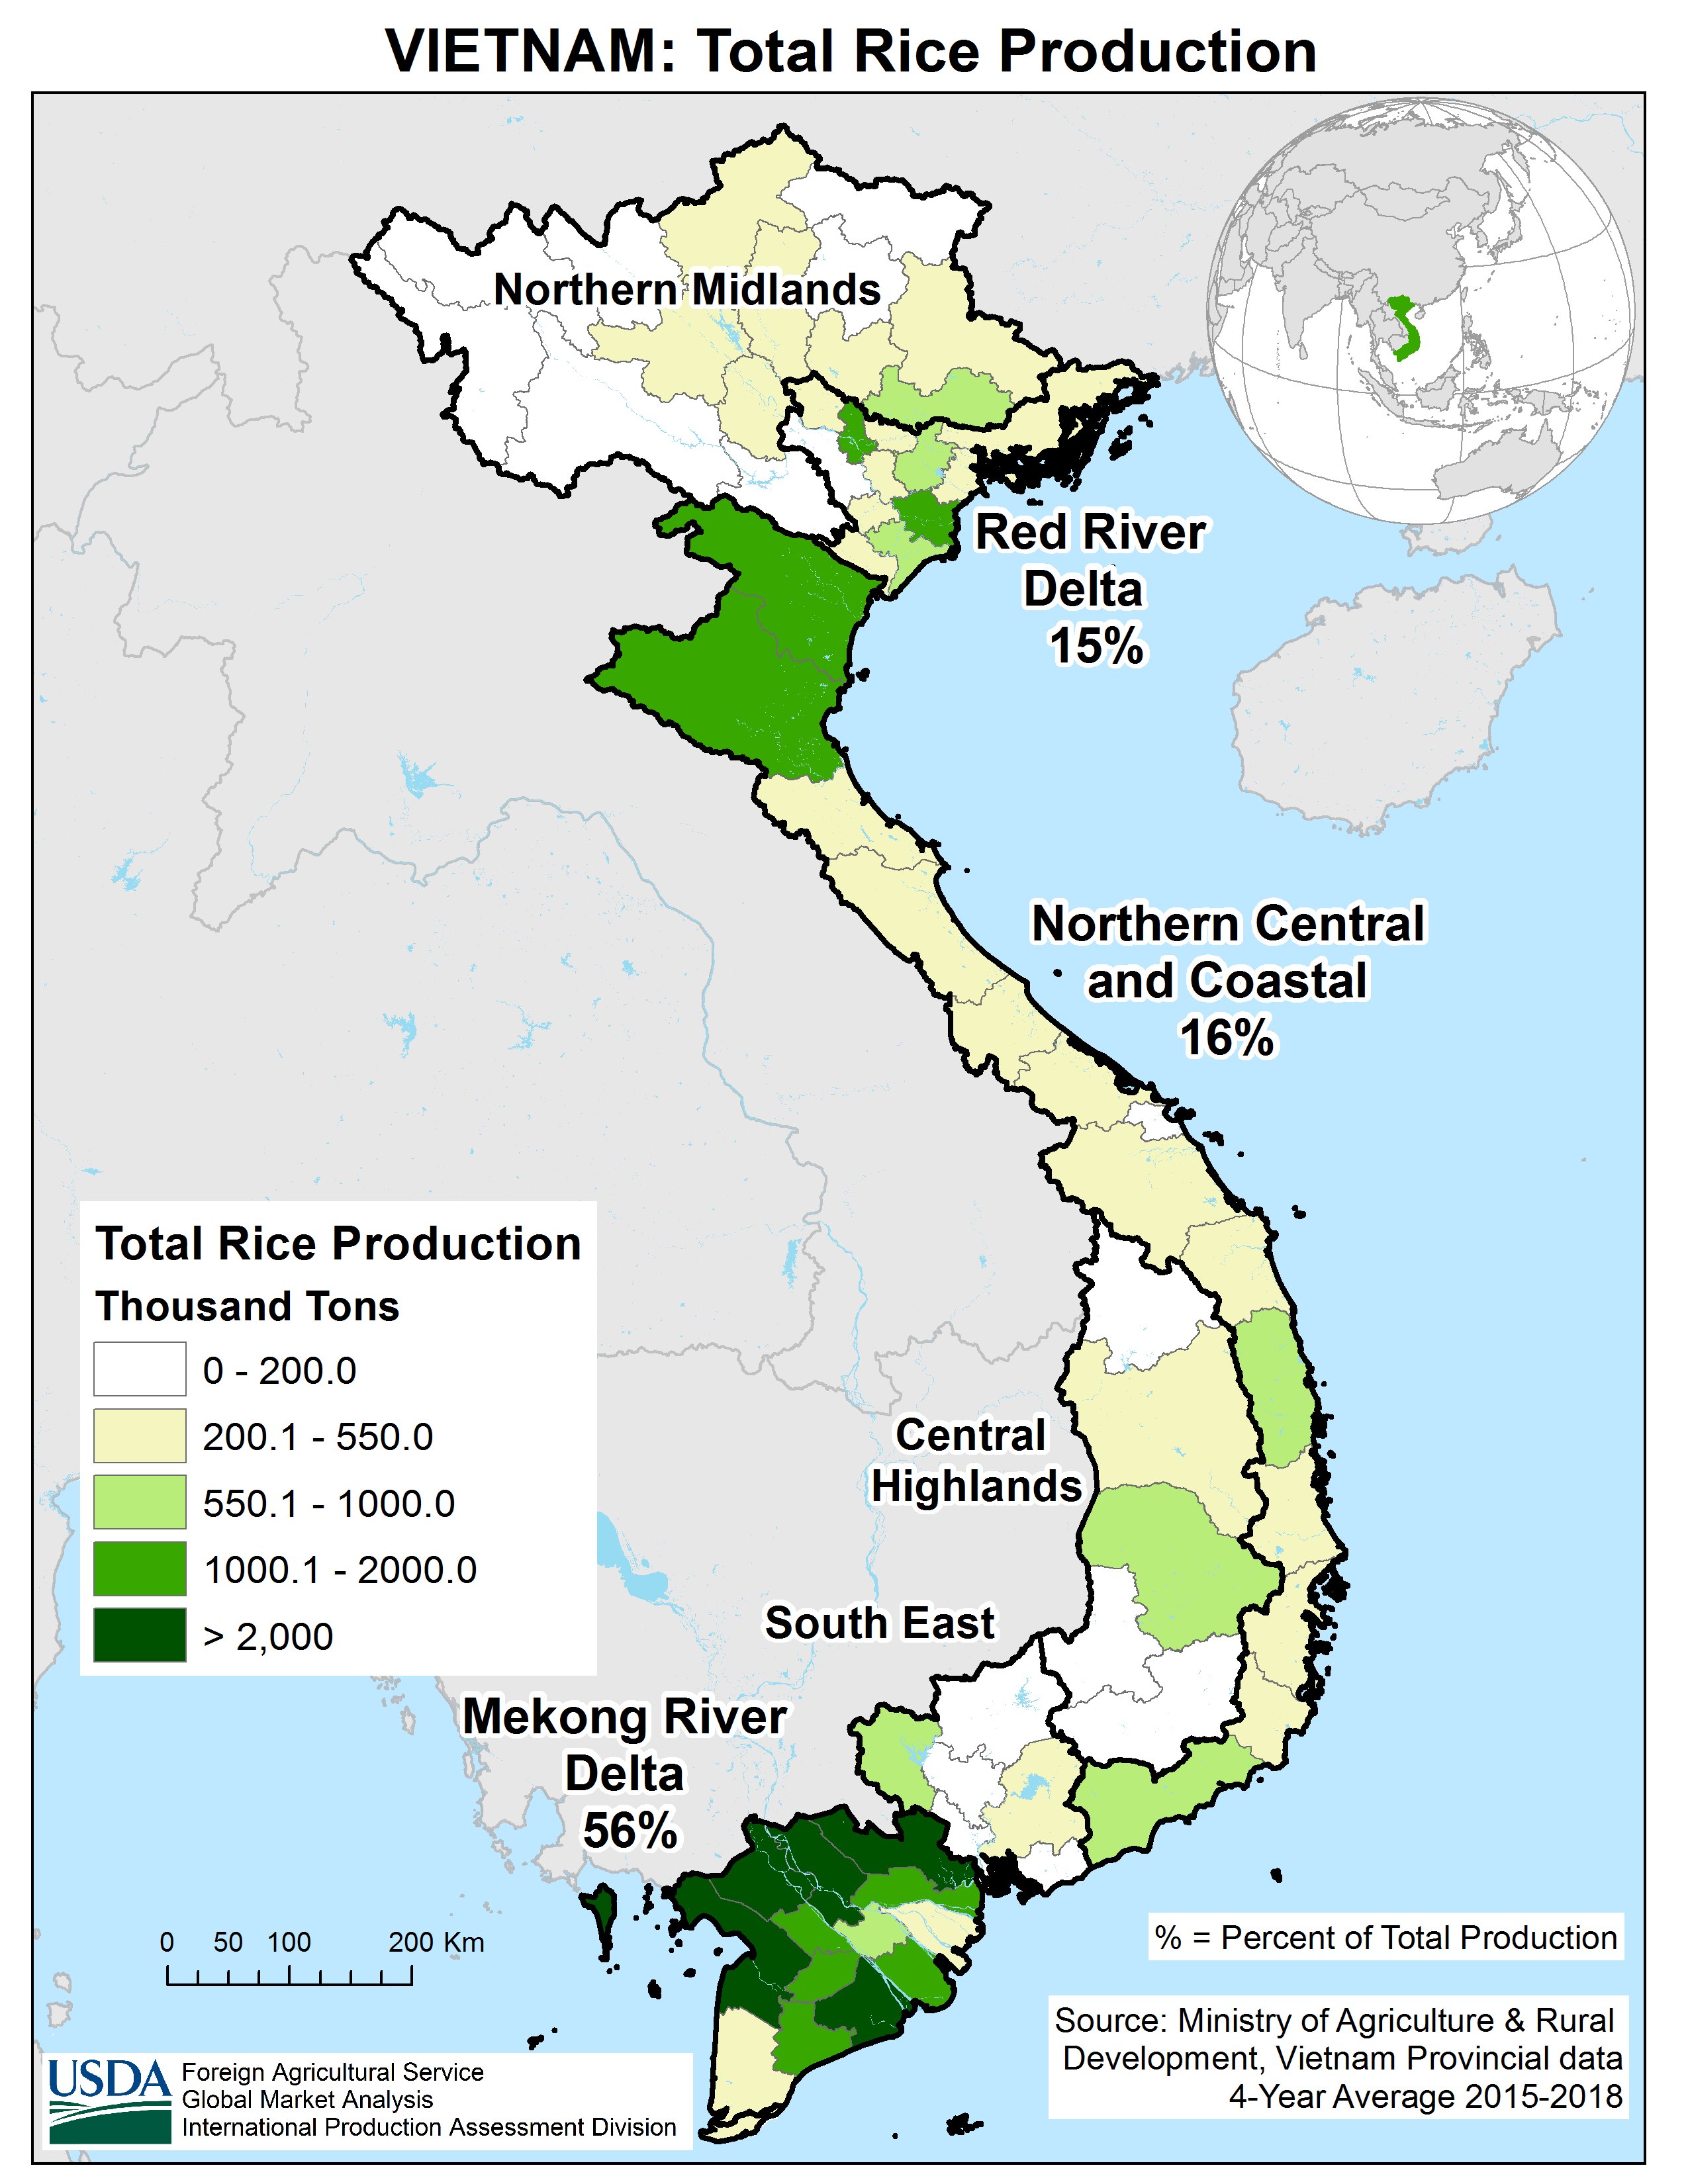 VIETNAM: Total Rice Production
Northern Midlands
Red River
Delta
15%
Northern Central
and Coastal
16%
Total Rice Production
Thousand Tons
0 - 200.0
200.1 - 550.0
550.1 - 1000.0
1000.1 - 2000.0
> 2,000
Central
Highlands
South East
Mekong River
Delta
56%
0 50 100 200 Km
% = Percent of Total Production
Source: Ministry of Agriculture & Rural
Development, Vietnam Provincial data
4-Year Average 2015-2018
USDA
Foreign Agricultural Service
Global Market Analysis
International Production Assessment Division